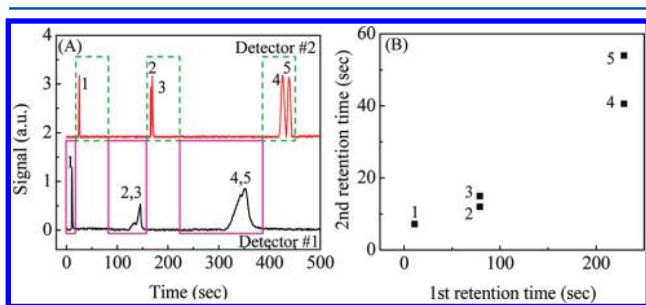 (A)
Detector #2
1
2
3
4
5
1
2,3
4,5
Detector #1
4
3
2
1
0
Signal (a.u.)
0 100 200 300 400 500
Time (sec)
(B)
5
4
3
2
1
60
40
20
0
2nd retention time (sec)
0 100 200
1st retention time (sec)